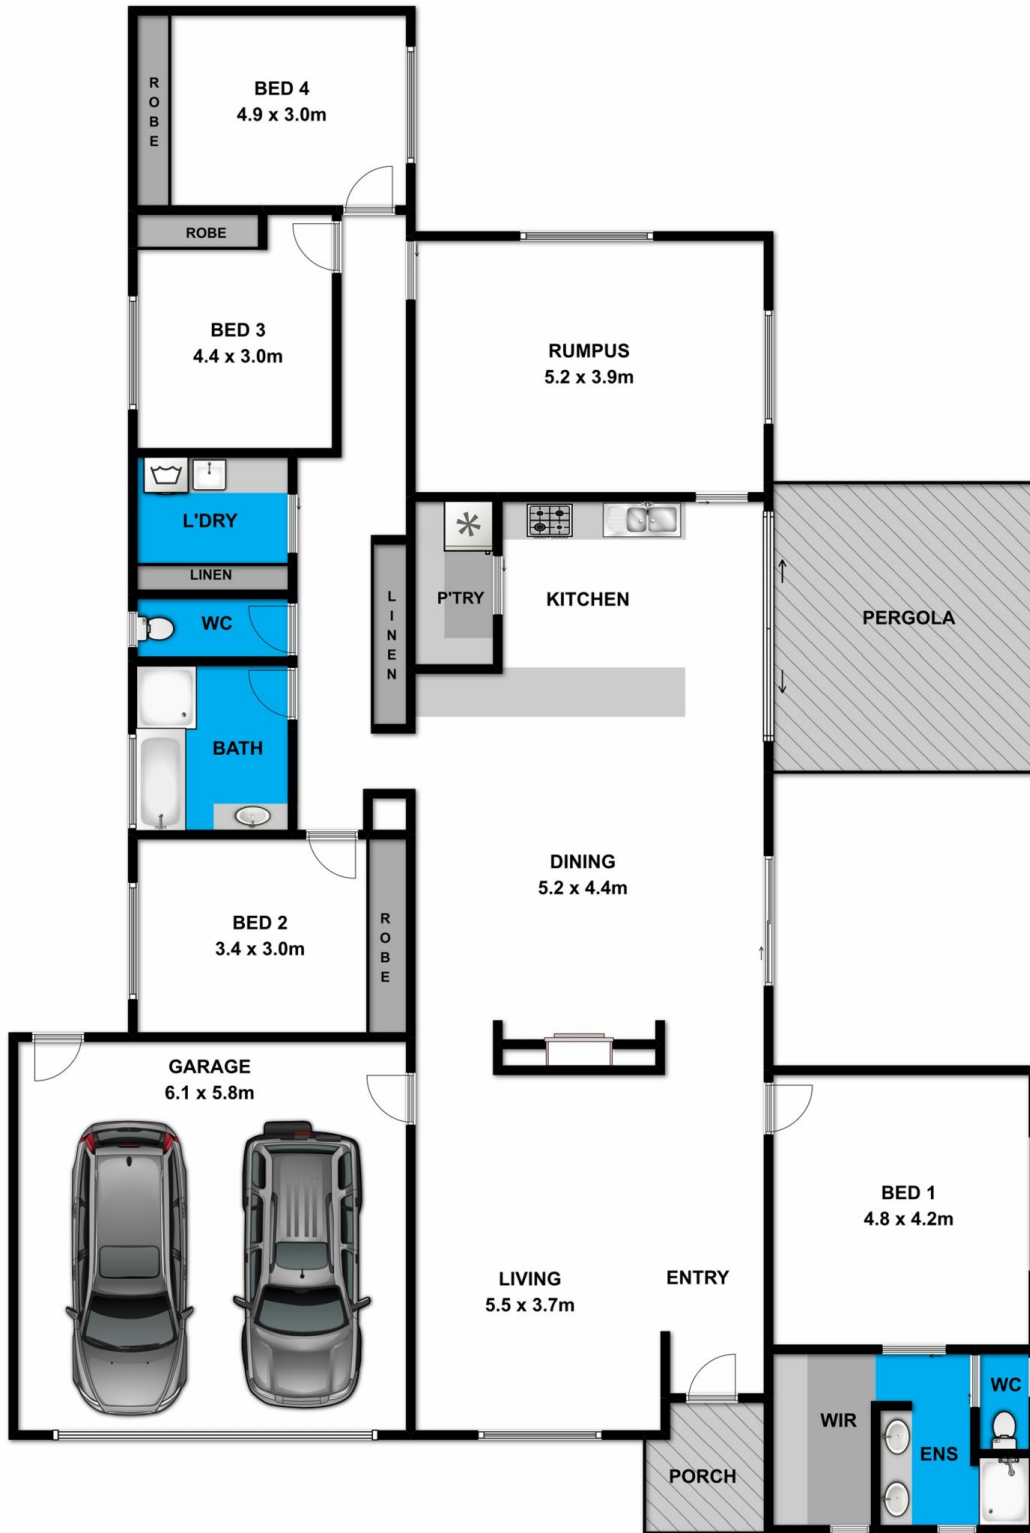 R
O
B
E
BED 4
4.9 x 3.0m
ROBE
BED 3
4.4 x 3.0m
RUMPUS
5.2 x 3.9m
L'DRY
LINEN
WC
L
I
N
E
N
P'TRY
KITCHEN
PERGOLA
BATH
DINING
5.2 x 4.4m
BED 2
3.4 x 3.0m
R
O
B
E
GARAGE
6.1 x 5.8m
BED 1
4.8 x 4.2m
LIVING
5.5 x 3.7m
ENTRY
WC
WIR
ENS
PORCH